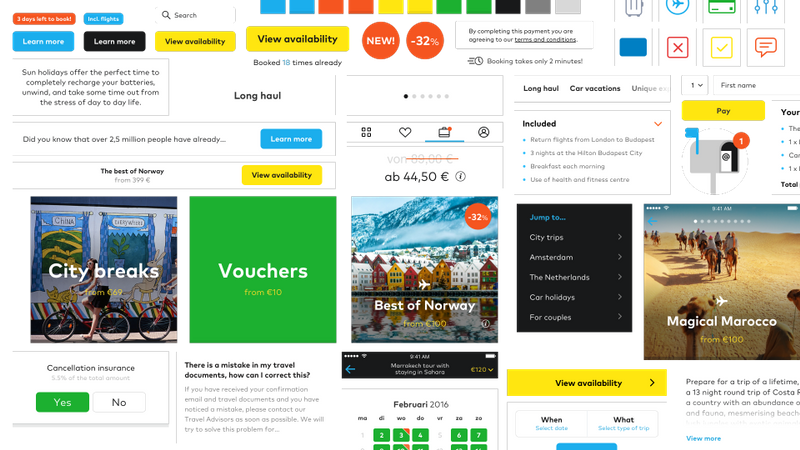 3 days left to book!
Incl. flights
Search
Learn more
Learn more
View availability
View availability
Booked 18 times already
NEW!
-32%
By completing this payment you are
agreeing to our terms and conditions.
Booking takes only 2 minutes!
Sun holidays offer the perfect time to
completely recharge your batteries,
unwind, and take some time out from
the stress of day to day life.
Long haul
Did you know that over 2,5 million people have already...
Learn more
The best of Norway
from 399 €
View availability
von 89,00 €
ab 44,50 €
Long haul
Car vacations
Unique
Included
Return flights from London to Budapest
3 nights at the Hilton Budapest City
Breakfast each morning
Use of health and fitness centre
1
First name
Pay
1
Your
The
1 x
Car
1 x
Total
City breaks
from €69
Vouchers
from €10
-32%
Best of Norway
from €100
Jump to...
City trips
Amsterdam
The Netherlands
Car holidays
For couples
9:41 AM
Magical Marocco
from €100
Cancellation insurance
5.5% of the total amount
Yes
No
There is a mistake in my travel
documents, how can I correct this?
If you have received your confirmation
email and travel documents and you
have noticed a mistake, please contact our
Travel Advisors as soon as possible. We will
try to solve this problem for...
9:41 AM
Marrakech tour with
staying in Sahara
€120
Februari 2016
ma di wo do vr za zo
1 2 3 4 5 6 7
View availability
When
Select date
What
Select type of trip
Prepare for a trip of a lifetime,
a 13 night round trip of Costa R
a country with an abundance o
and fauna, mesmerising beache
View more